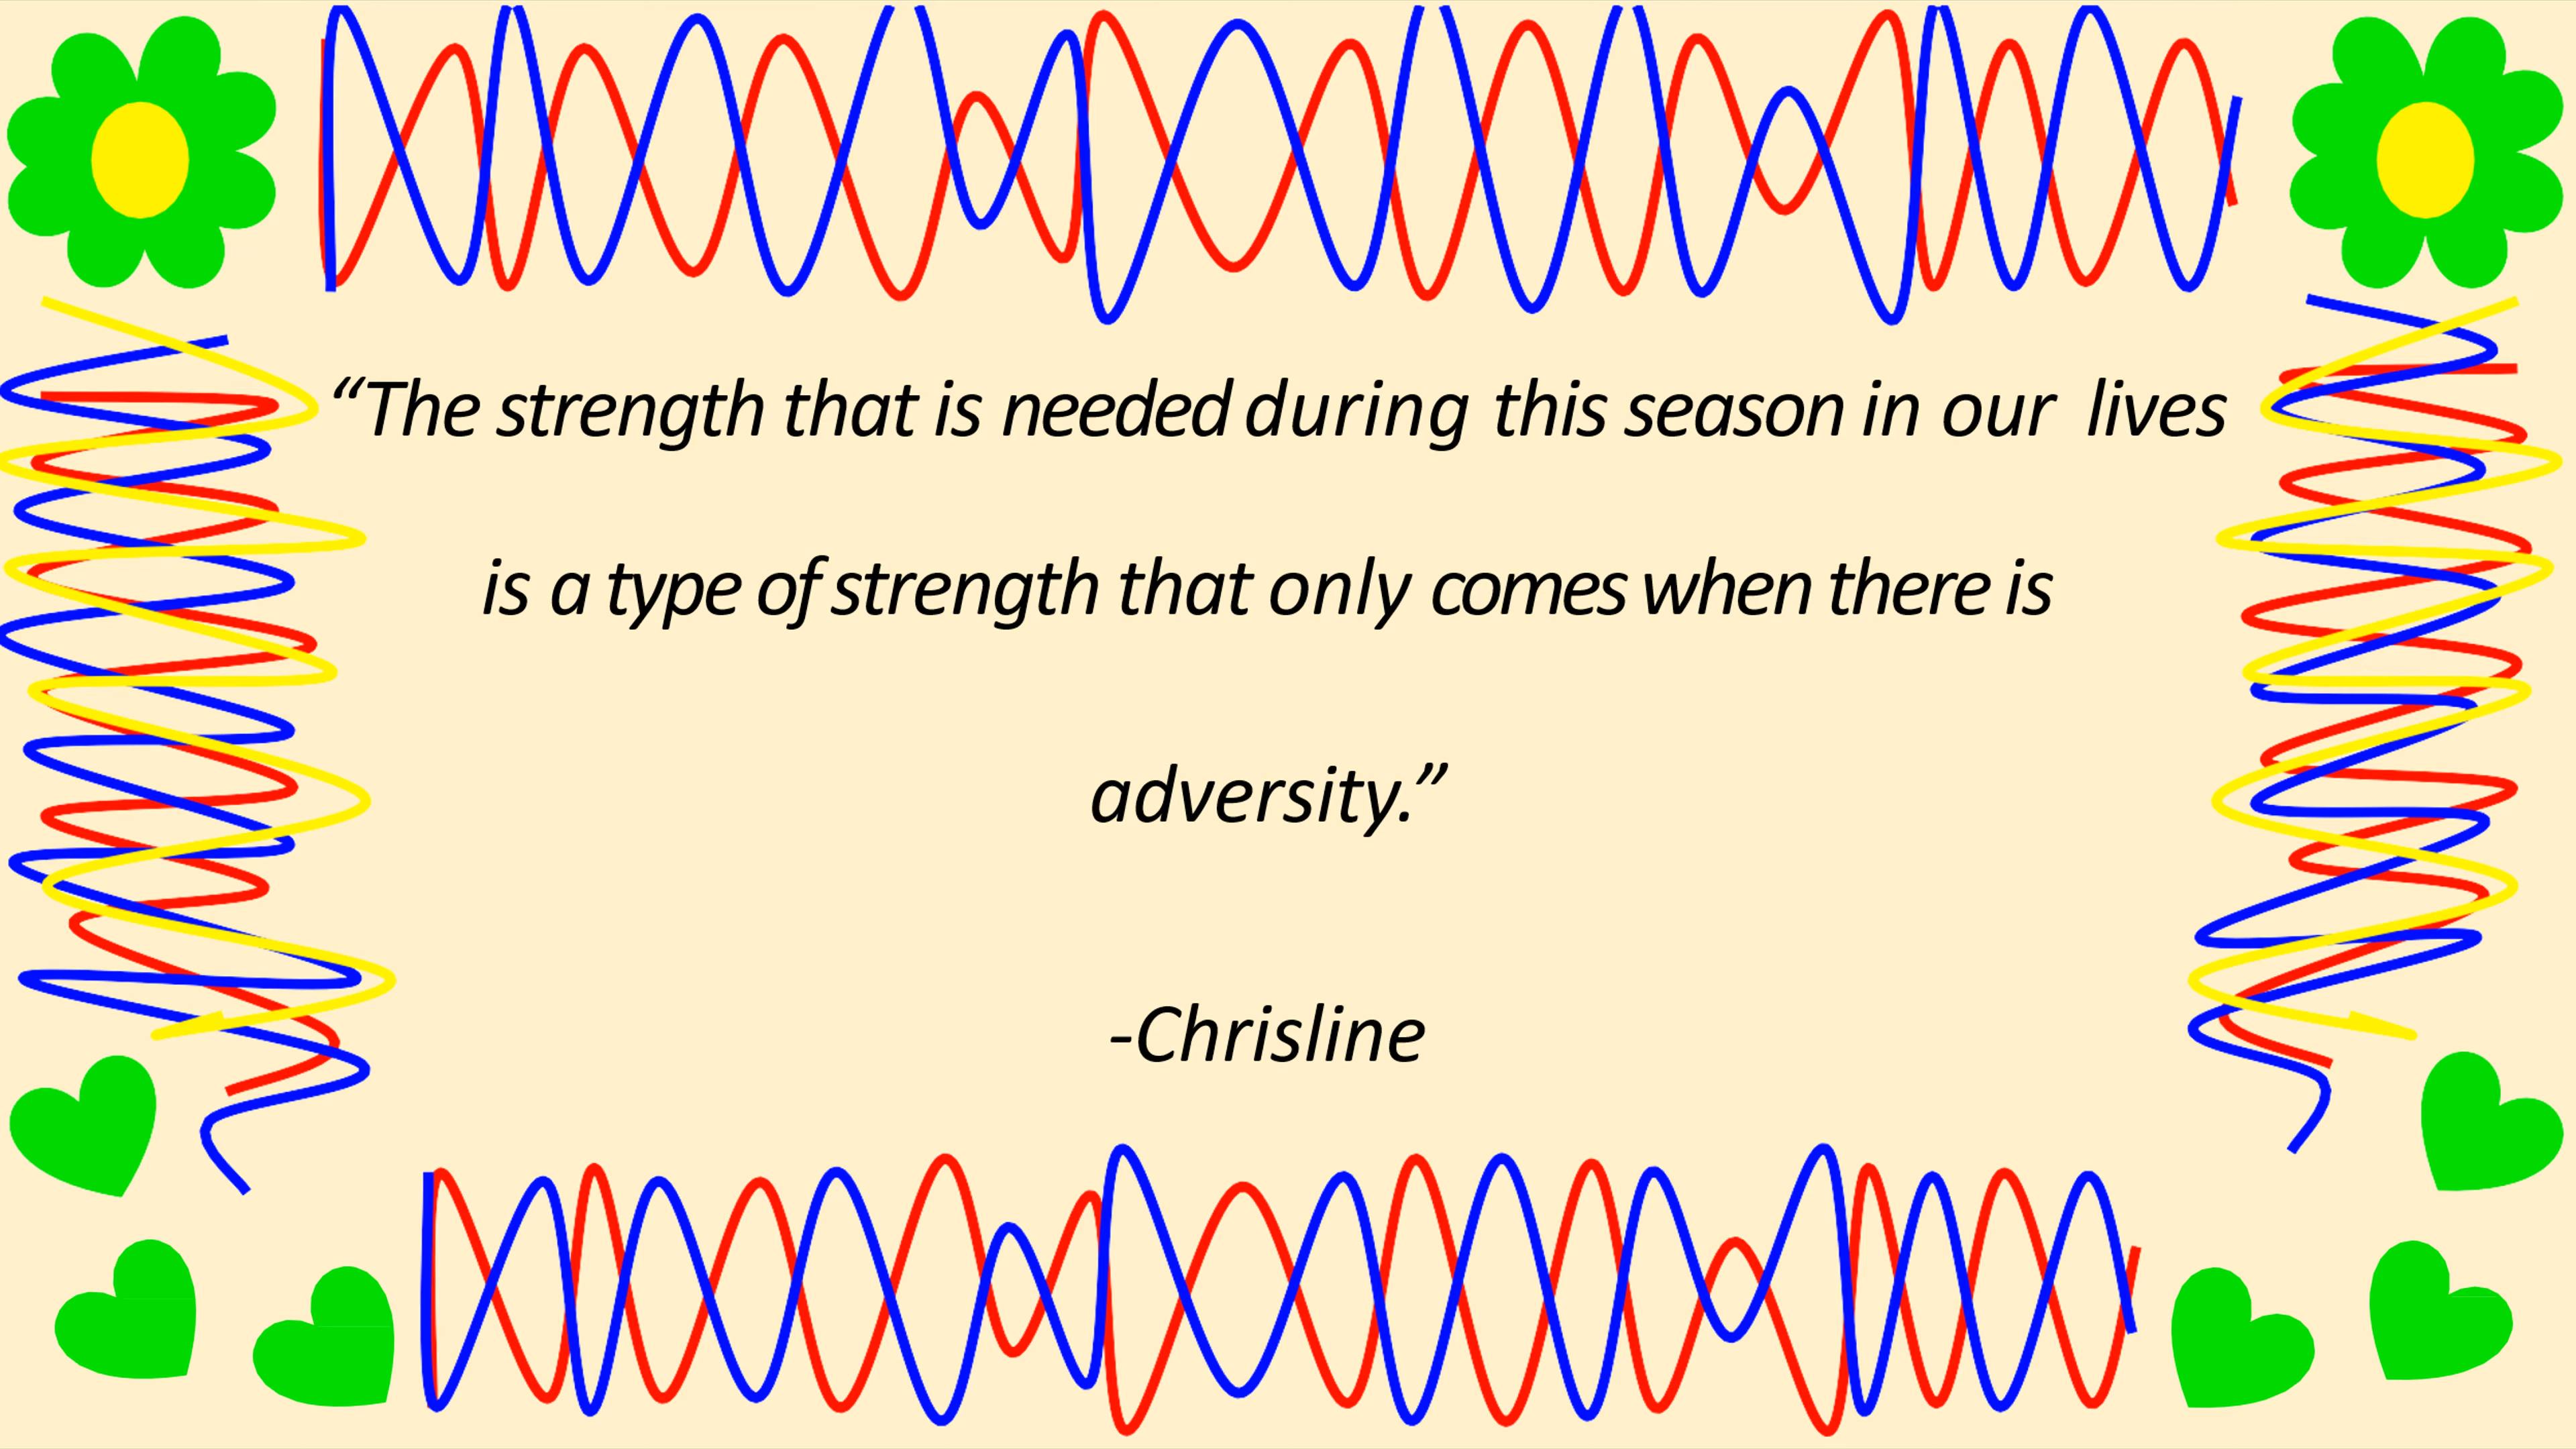 “The strength that is needed during this season in our lives
is a type of strength that only comes when there is
adversity.”
-Chrisline